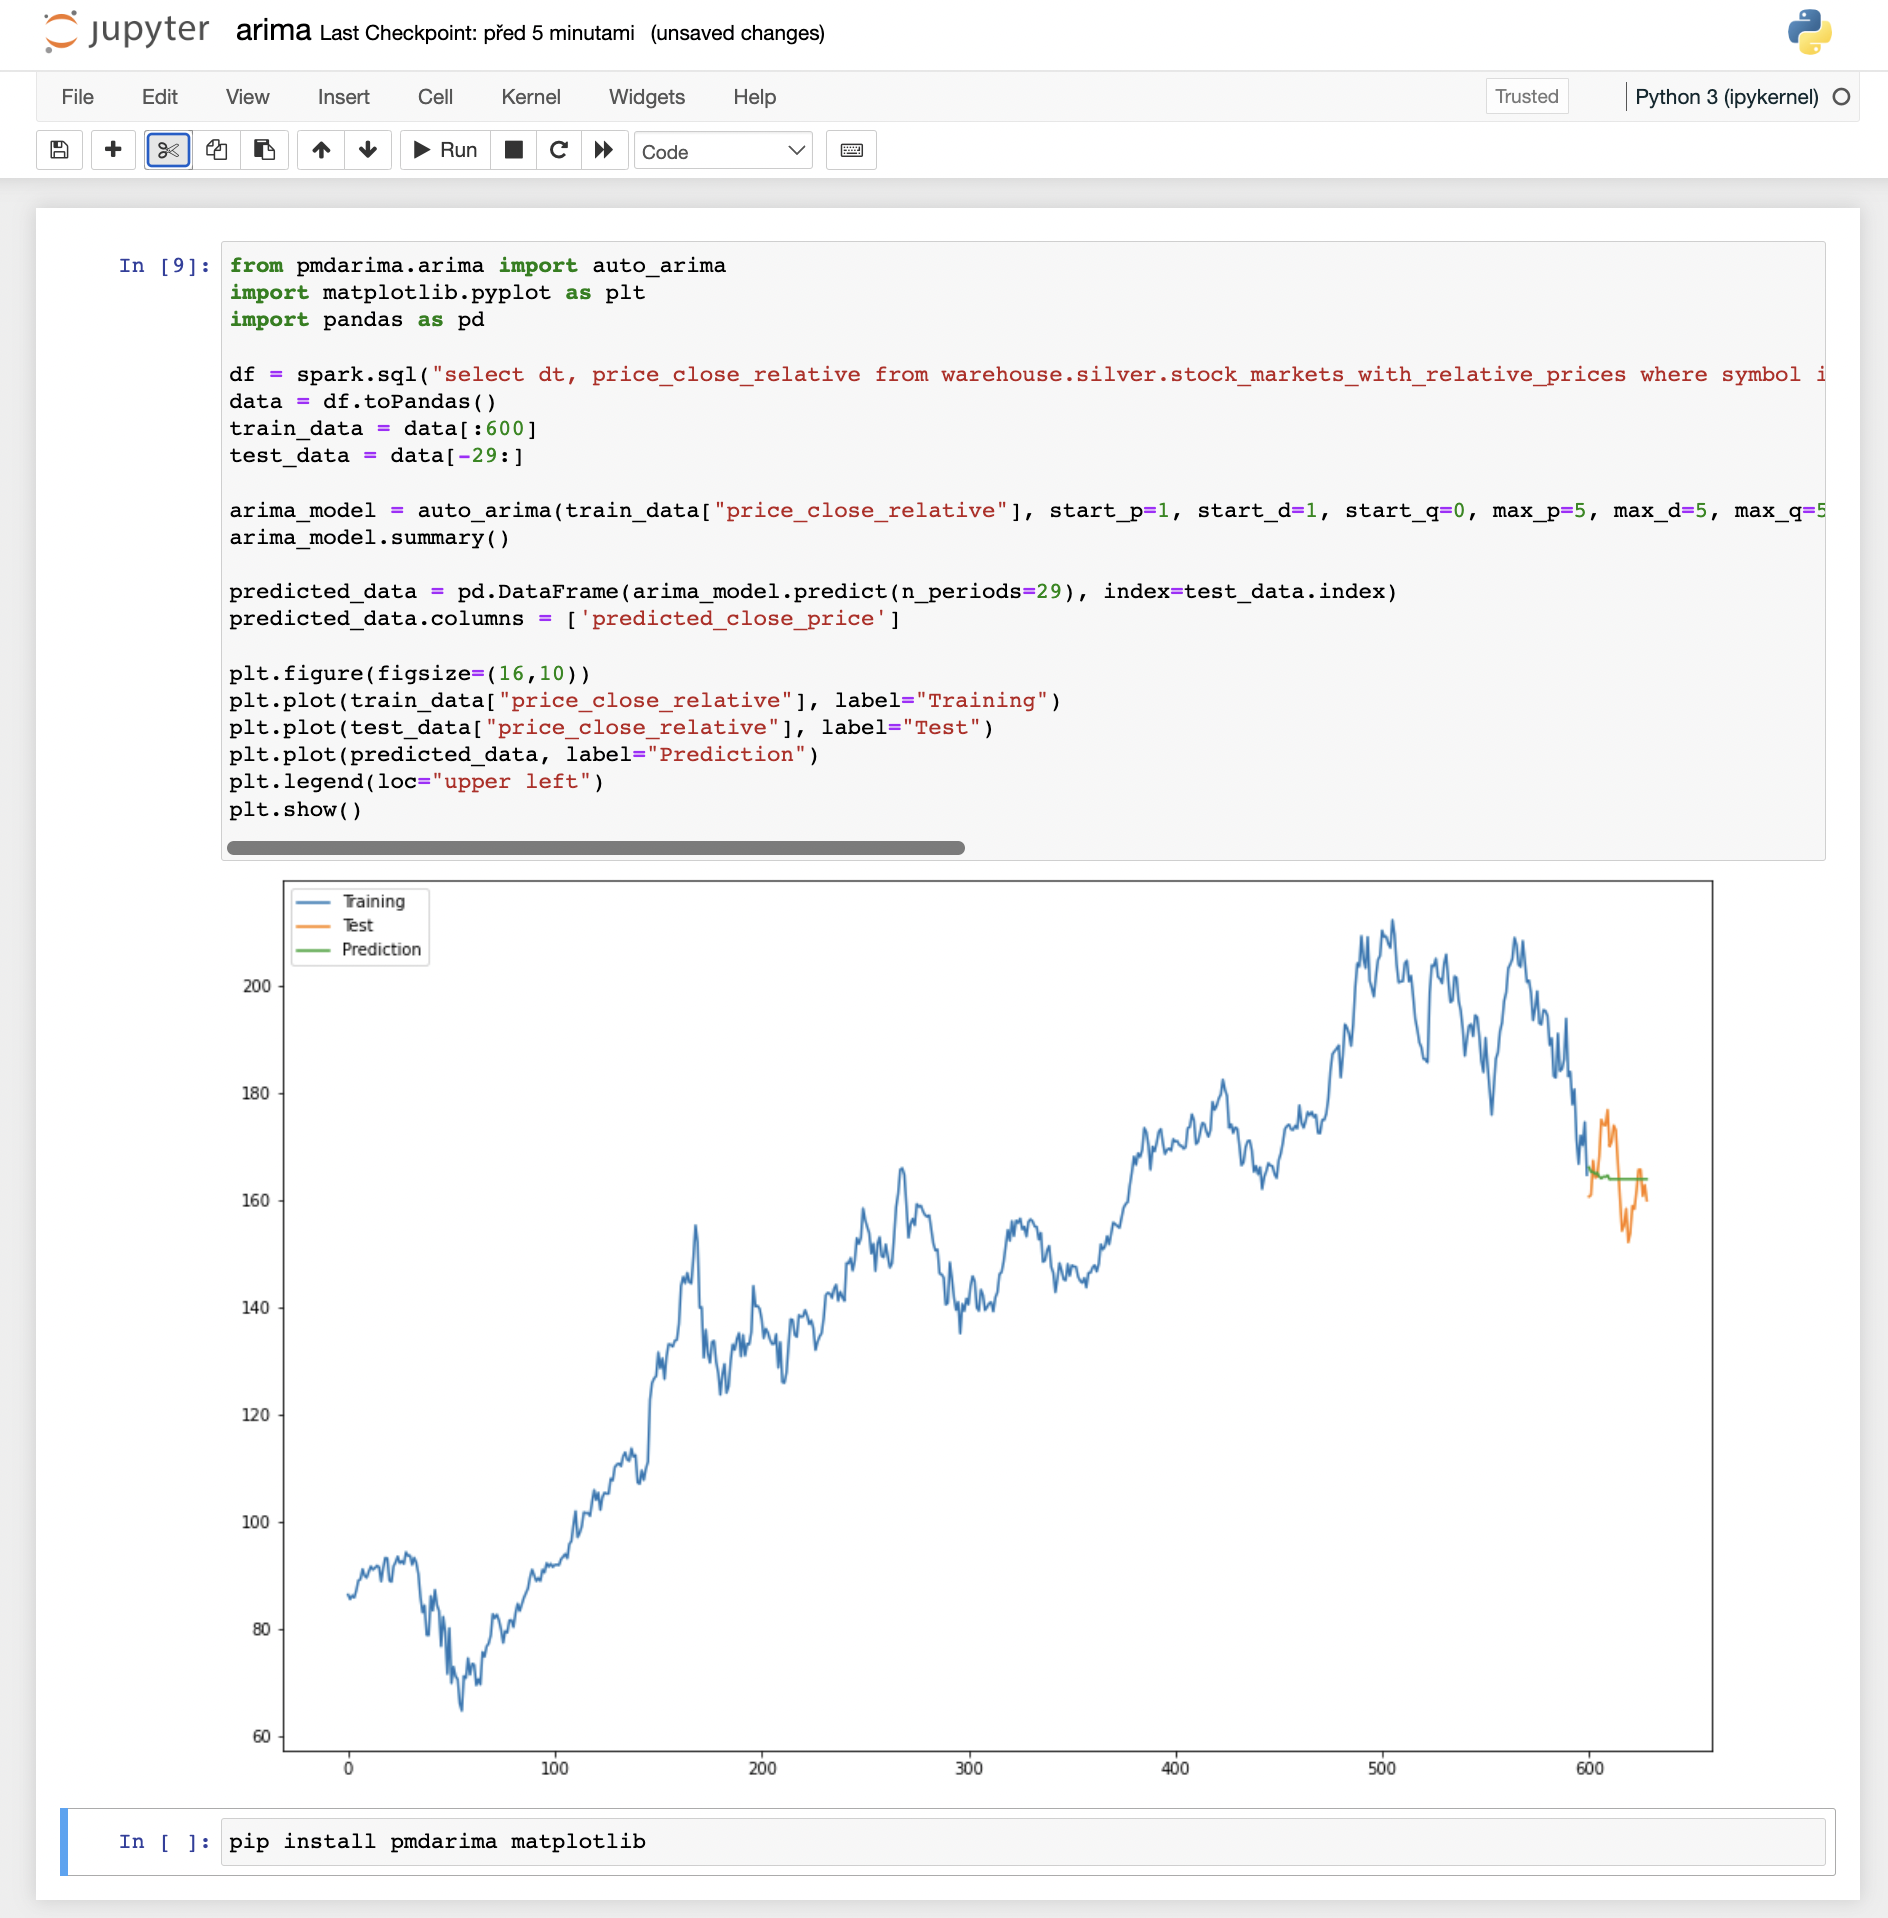 jupyter arima Last Checkpoint: před 5 minutami (unsaved changes)
File Edit View Insert Cell Kernel Widgets Help Trusted Python 3 (ipykernel)
Run Code
In [9]:
from pmdarima.arima import auto_arima
import matplotlib.pyplot as plt
import pandas as pd
df = spark.sql("select dt, price_close_relative from warehouse.silver.stock_markets_with_relative_prices where symbol i
data = df.toPandas()
train_data = data[:600]
test_data = data[-29:]
arima_model = auto_arima(train_data["price_close_relative"], start_p=1, start_d=1, start_q=0, max_p=5, max_d=5, max_q=5
arima_model.summary()
predicted_data = pd.DataFrame(arima_model.predict(n_periods=29), index=test_data.index)
predicted_data.columns = ['predicted_close_price']
plt.figure(figsize=(16,10))
plt.plot(train_data["price_close_relative"], label="Training")
plt.plot(test_data["price_close_relative"], label="Test")
plt.plot(predicted_data, label="Prediction")
plt.legend(loc="upper left")
plt.show()
Training
Test
Prediction
200
180
160
140
120
100
80
60
0 100 200 300 400 500 600
In [ ]: pip install pmdarima matplotlib